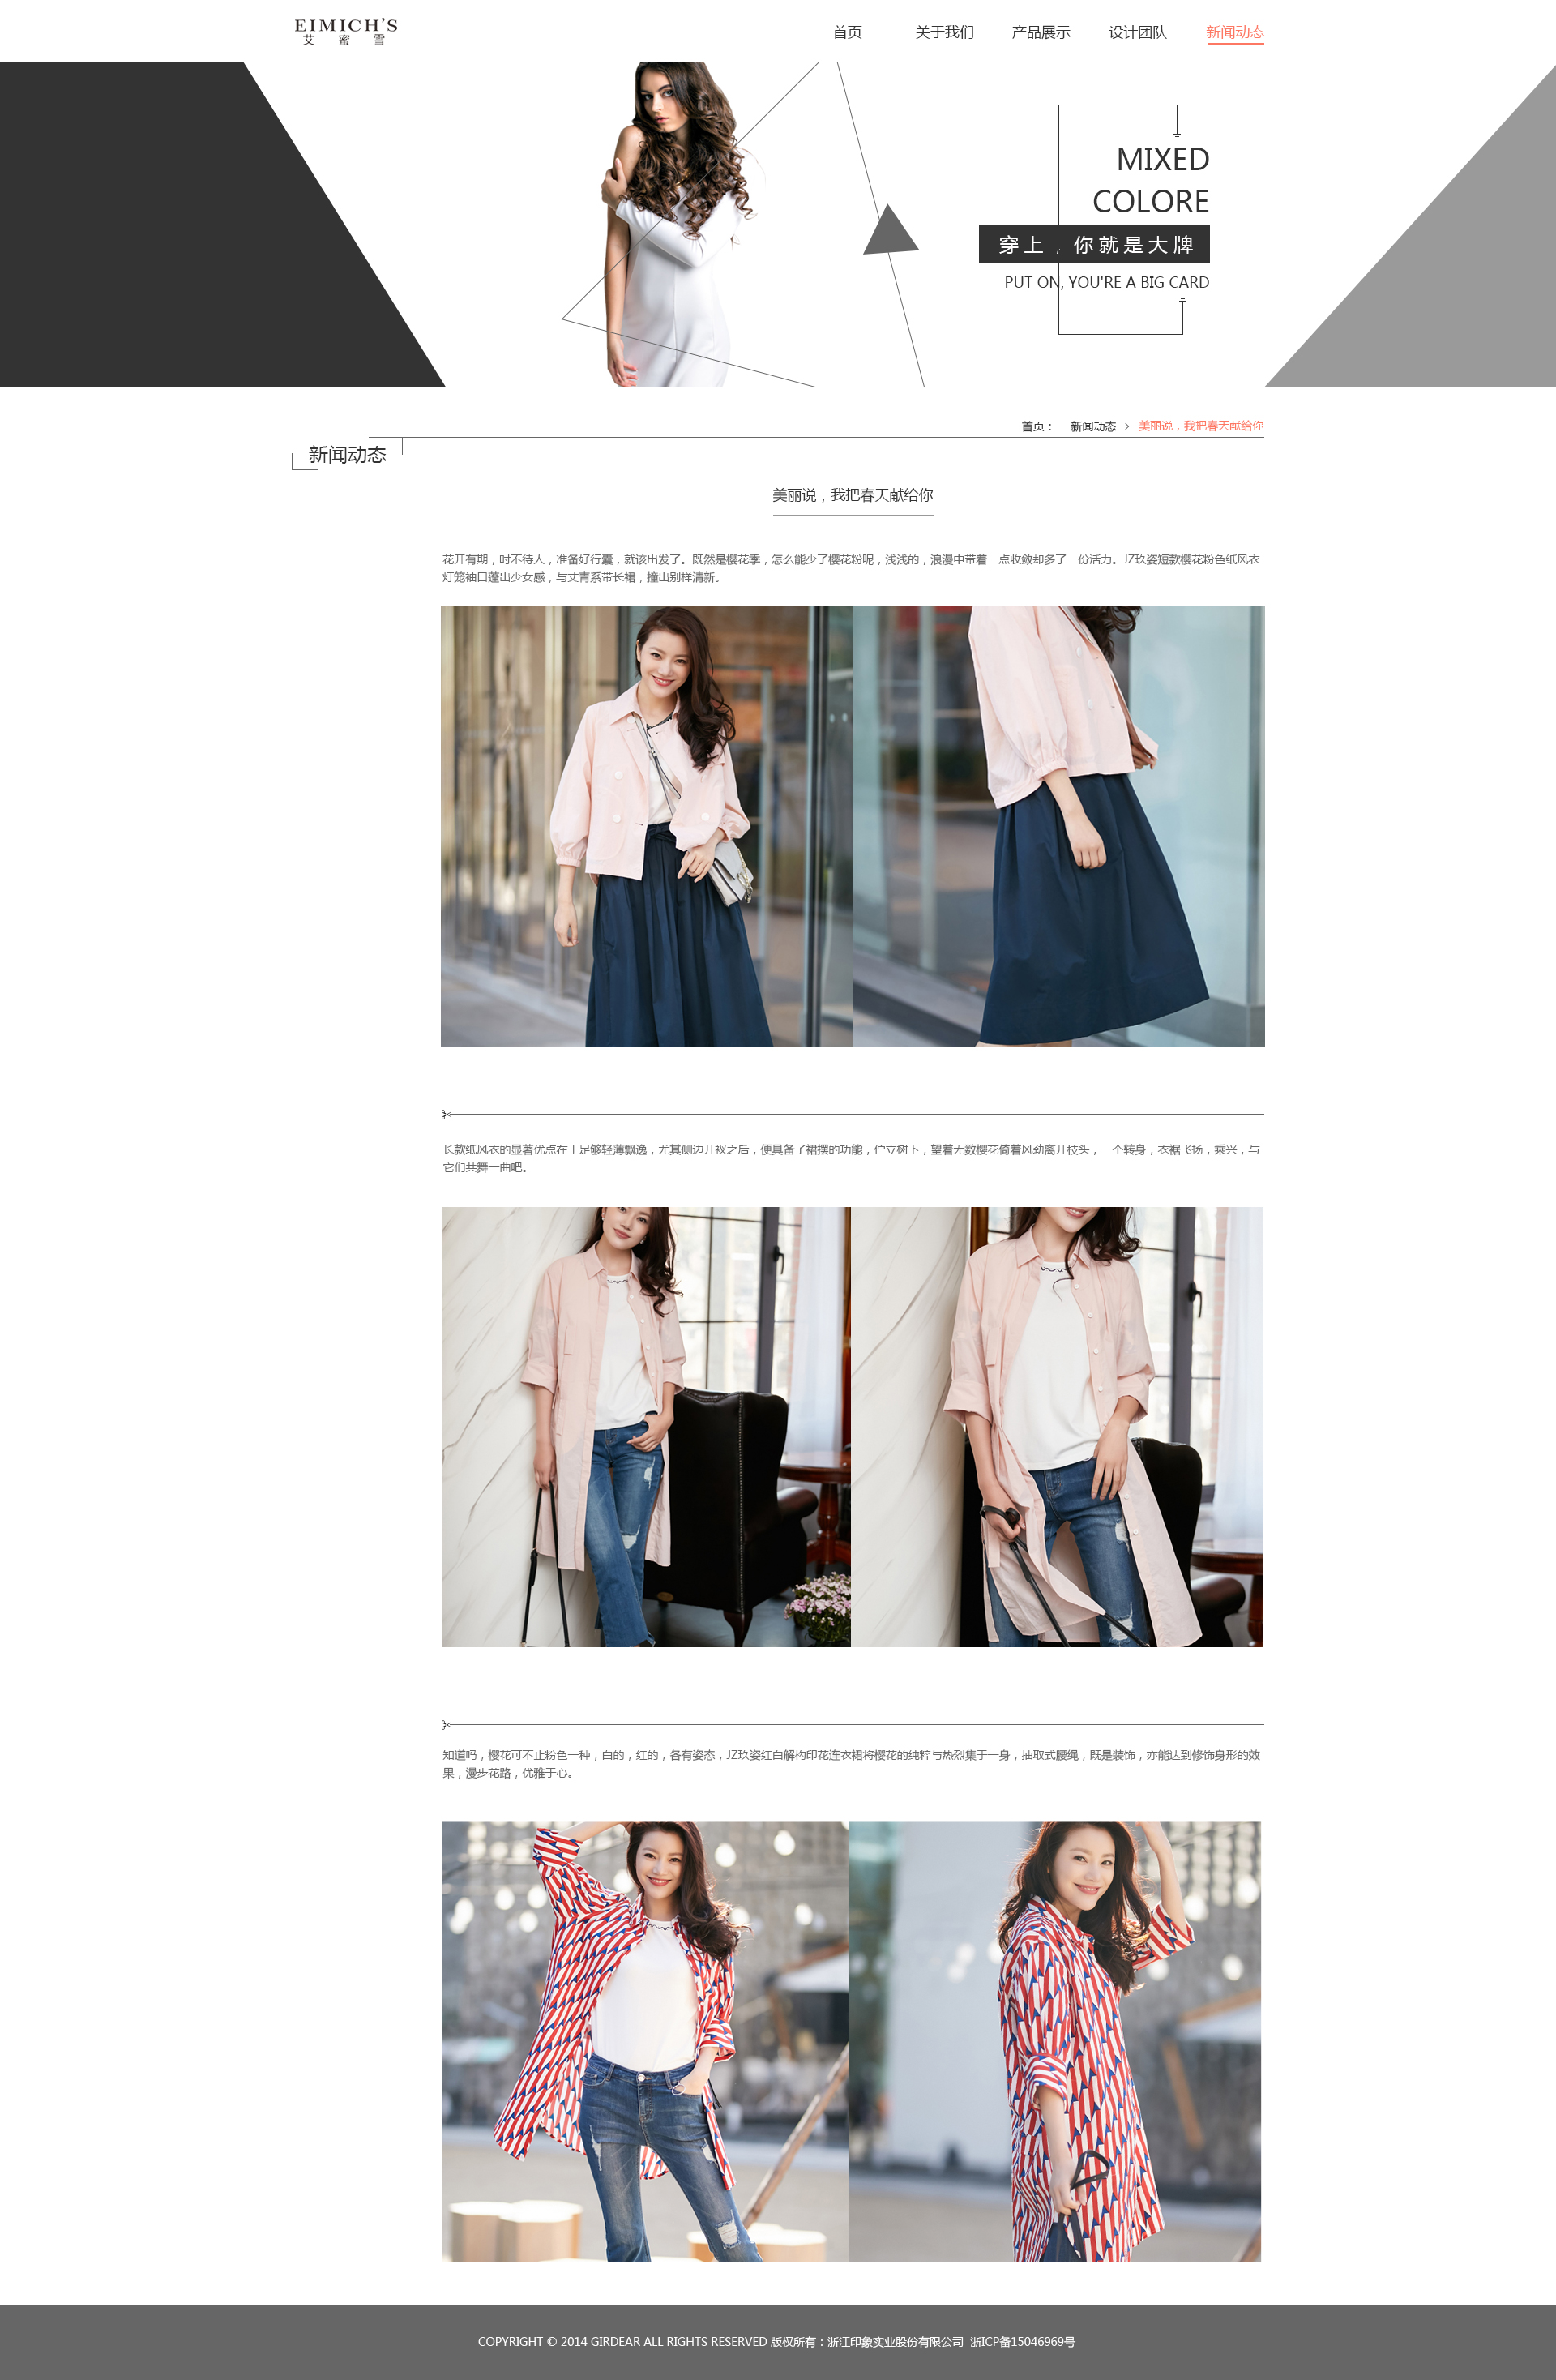 EIMICH'S
艾 蜜 雪
首页 关于我们 产品展示 设计团队 新闻动态
MIXED
COLORE
穿上，你就是大牌
PUT ON, YOU'RE A BIG CARD
首页： 新闻动态 > 美丽说，我把春天献给你
新闻动态
美丽说，我把春天献给你
花开有期，时不待人，准备好行囊，就该出发了。既然是樱花季，怎么能少了樱花粉呢，浅浅的，浪漫中带着一点收敛却多了一份活力。JZ玖姿短款樱花粉色纸风衣
灯笼袖口蓬出少女感，与丈青系带长裙，撞出别样清新。
长款纸风衣的显著优点在于足够轻薄飘逸，尤其侧边开衩之后，便具备了裙摆的功能，伫立树下，望着无数樱花倚着风劲离开枝头，一个转身，衣裾飞扬，乘兴，与
它们共舞一曲吧。
知道吗，樱花可不止粉色一种，白的，红的，各有姿态，JZ玖姿红白解构印花连衣裙将樱花的纯粹与热烈集于一身，抽取式腰绳，既是装饰，亦能达到修饰身形的效
果，漫步花路，优雅于心。
COPYRIGHT © 2014 GIRDEAR ALL RIGHTS RESERVED 版权所有：浙江印象实业股份有限公司 浙ICP备15046969号